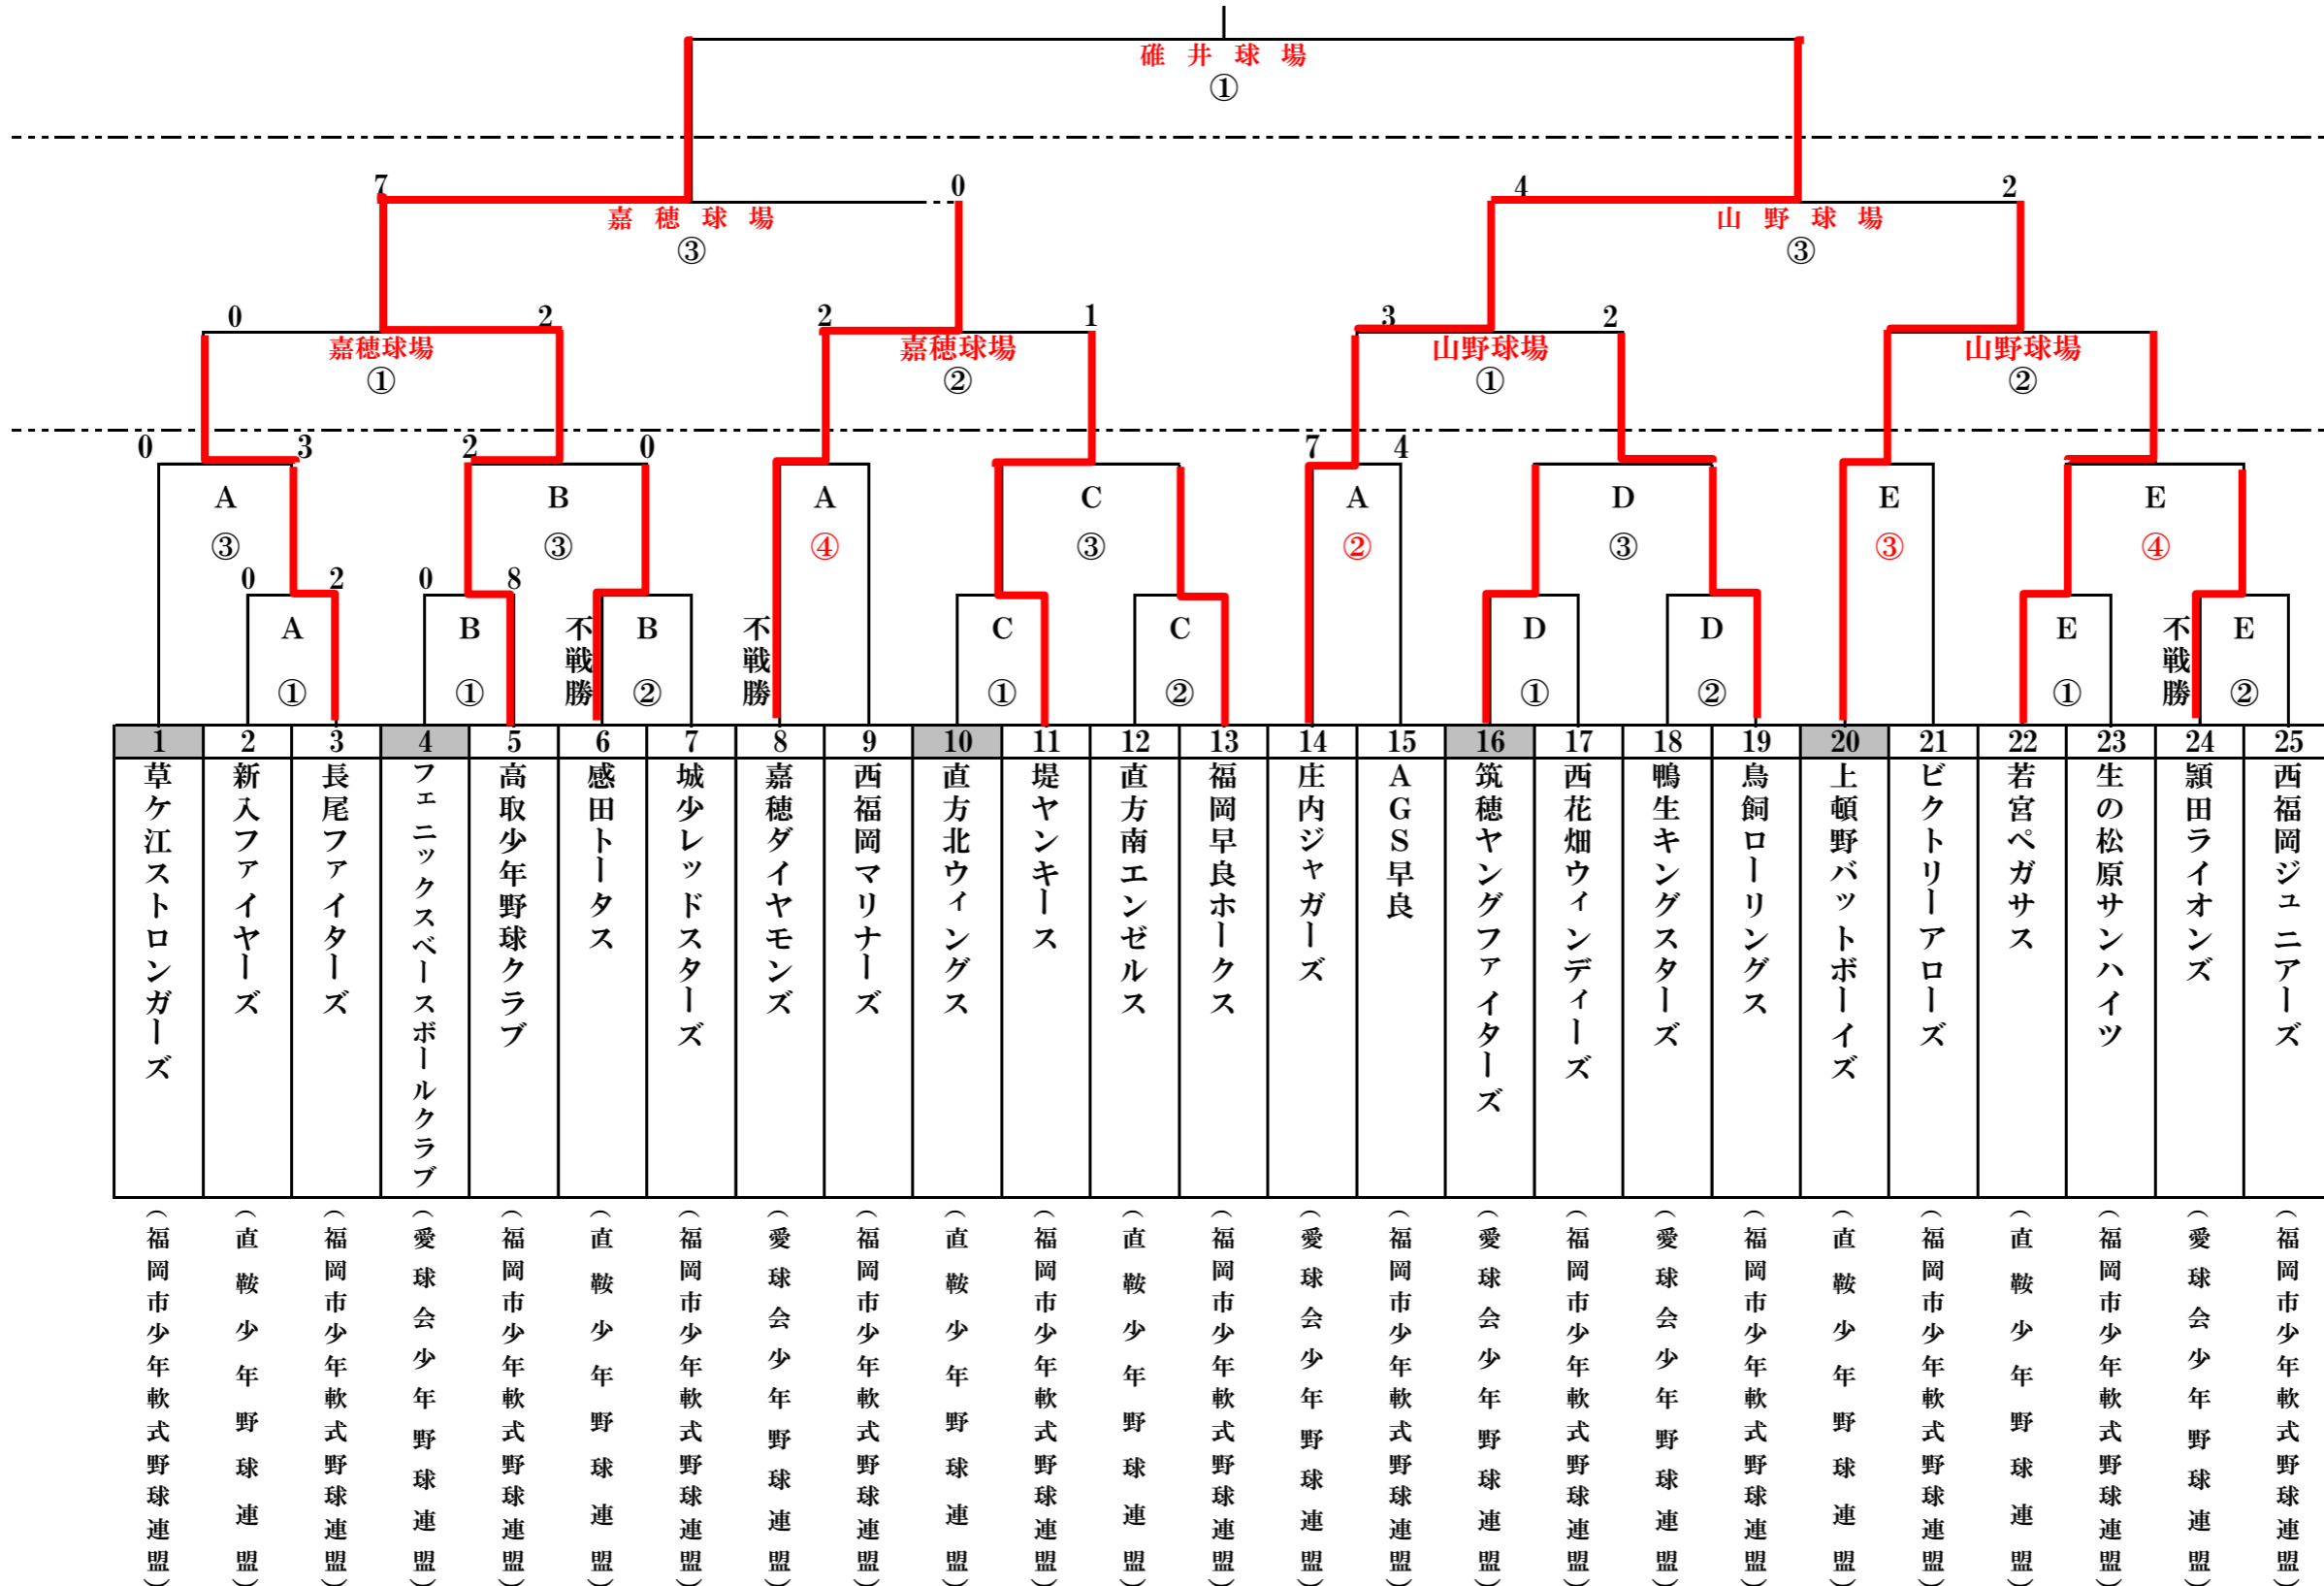 碓井球場
①
7 0 4 2
嘉穂球場 山野球場
③ ③
0 2 2 1 3 2
嘉穂球場 嘉穂球場 山野球場 山野球場
① ② ① ②
0 3 2 0 7 4
A B A C A D E E
③ ③ ④ ③ ② ③ ③ ④
0 2 0 8
A B 不戦勝 B 不戦勝 C C D D E 不戦勝 E
① ① ② ① ② ① ② ① ②
1 2 3 4 5 6 7 8 9 10 11 12 13 14 15 16 17 18 19 20 21 22 23 24 25
草ケ江ストロンガーズ
新入ファイヤーズ
長尾ファイターズ
フェニックスベースボールクラブ
高取少年野球クラブ
感田トータス
城少レッドスターズ
嘉穂ダイヤモンズ
西福岡マリナーズ
直方北ウィングス
堤ヤンキース
直方南エンゼルス
福岡早良ホークス
庄内ジャガーズ
AGS早良
筑穂ヤングファイターズ
西花畑ウィンディーズ
鴨生キングスターズ
鳥飼ローリングス
上頓野バットボーイズ
ビクトリーアローズ
若宮ペガサス
生の松原サンハイツ
頴田ライオンズ
西福岡ジュニアーズ
(福岡市少年軟式野球連盟)
(直鞍少年野球連盟)
(福岡市少年軟式野球連盟)
(愛球会少年野球連盟)
(福岡市少年軟式野球連盟)
(直鞍少年野球連盟)
(福岡市少年軟式野球連盟)
(愛球会少年野球連盟)
(福岡市少年軟式野球連盟)
(直鞍少年野球連盟)
(福岡市少年軟式野球連盟)
(直鞍少年野球連盟)
(福岡市少年軟式野球連盟)
(愛球会少年野球連盟)
(福岡市少年軟式野球連盟)
(愛球会少年野球連盟)
(福岡市少年軟式野球連盟)
(愛球会少年野球連盟)
(福岡市少年軟式野球連盟)
(直鞍少年野球連盟)
(福岡市少年軟式野球連盟)
(直鞍少年野球連盟)
(福岡市少年軟式野球連盟)
(愛球会少年野球連盟)
(福岡市少年軟式野球連盟)